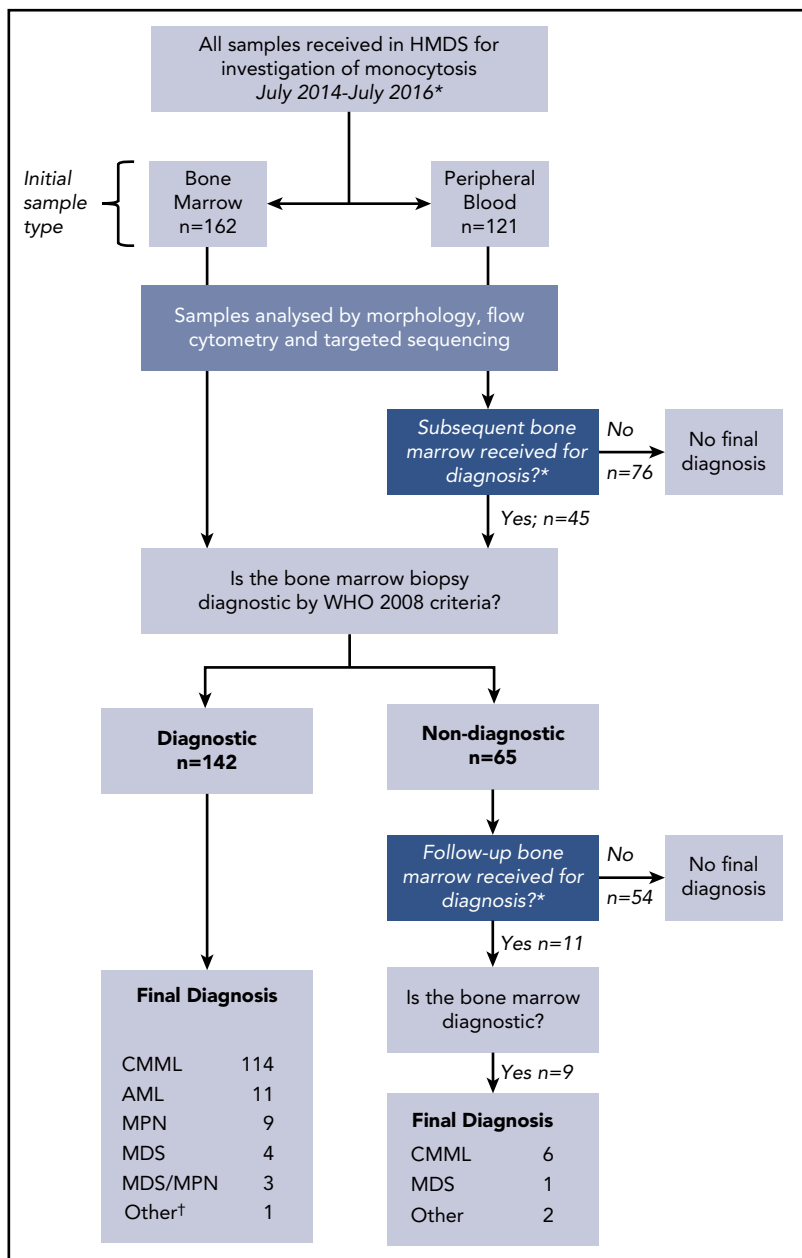 All samples received in HMDS for
investigation of monocytosis
July 2014-July 2016*
Initial
sample
type
Bone
Marrow
n=162
Peripheral
Blood
n=121
Samples analysed by morphology, flow
cytometry and targeted sequencing
Subsequent bone
marrow received for
diagnosis?*
No
n=76
No final
diagnosis
Yes; n=45
Is the bone marrow biopsy
diagnostic by WHO 2008 criteria?
Diagnostic
n=142
Non-diagnostic
n=65
Follow-up bone
marrow received for
diagnosis?*
No
n=54
No final
diagnosis
Yes n=11
Is the bone marrow
diagnostic?
Yes n=9
Final Diagnosis
CMML 114
AML 11
MPN 9
MDS 4
MDS/MPN 3
Other† 1
Final Diagnosis
CMML 6
MDS 1
Other 2